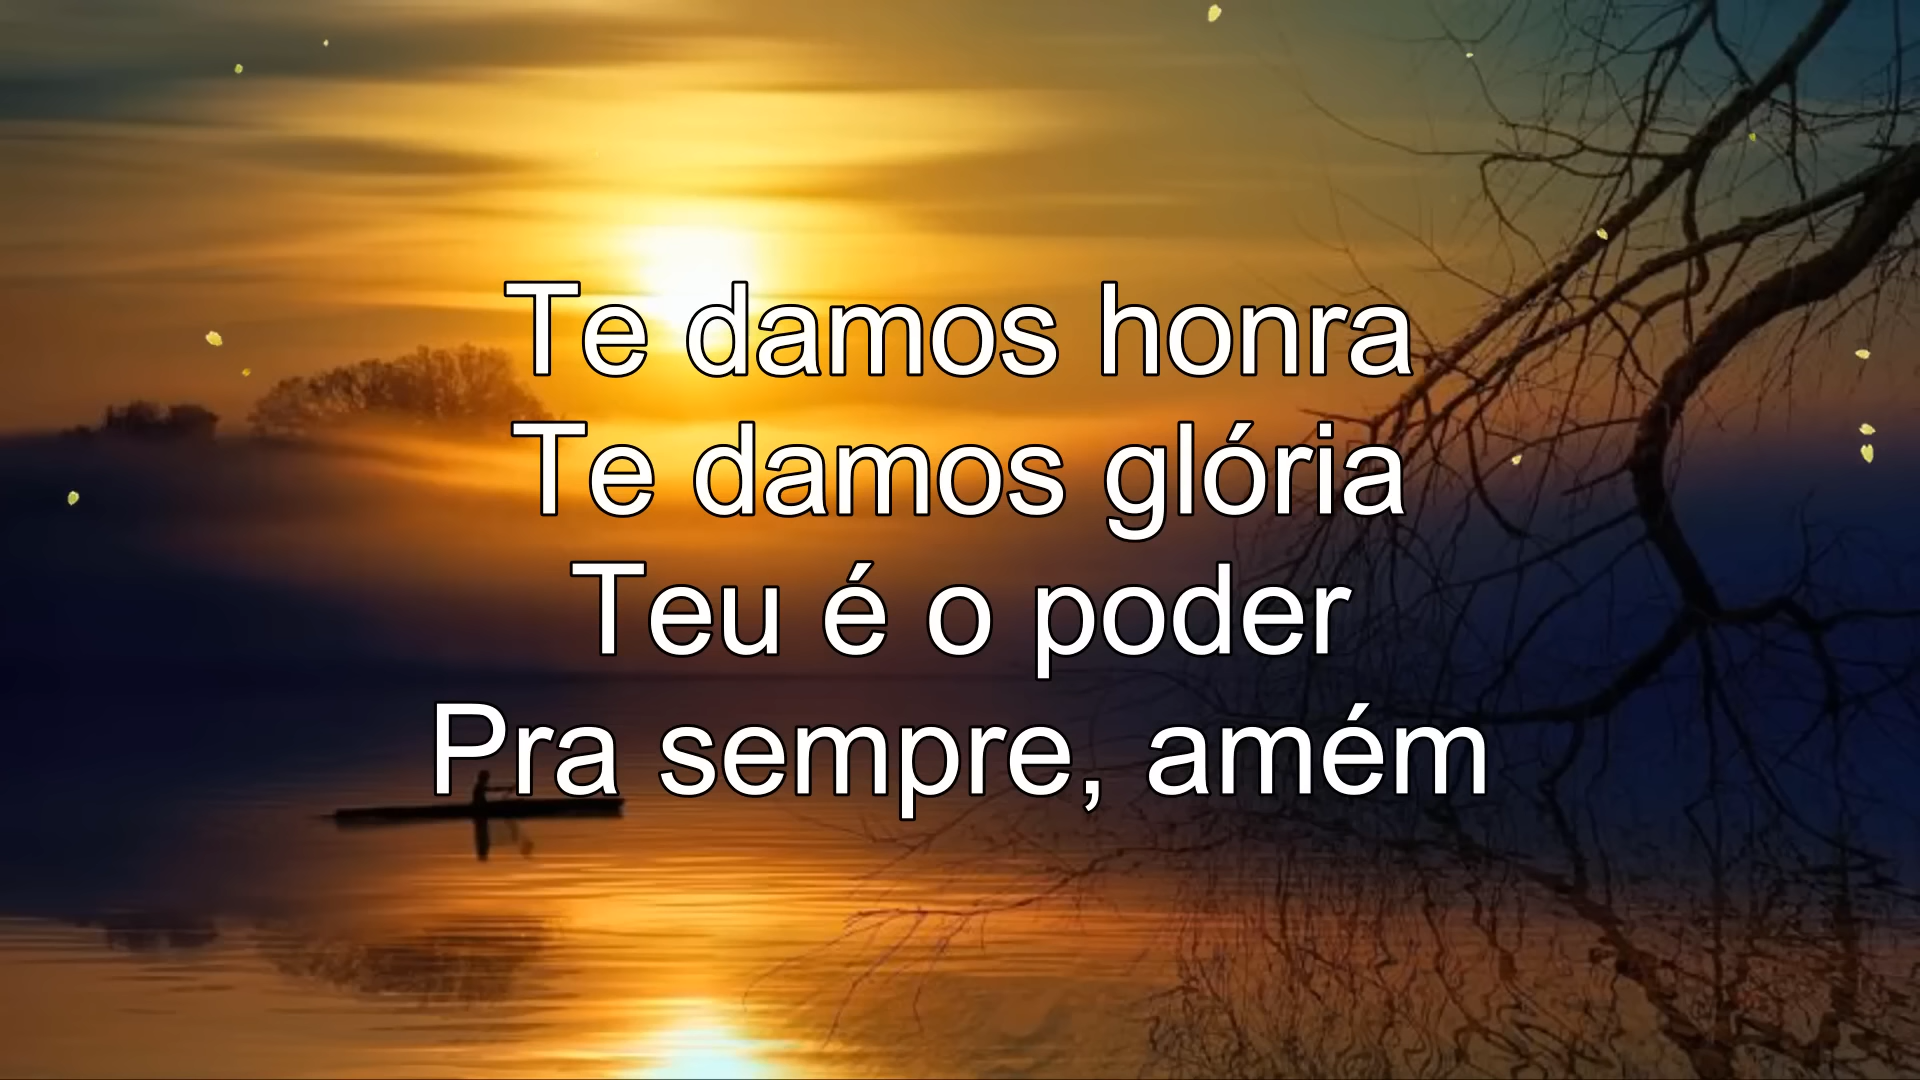 Te damos honra
Te damos glória
Teu é o poder
Pra sempre, amém